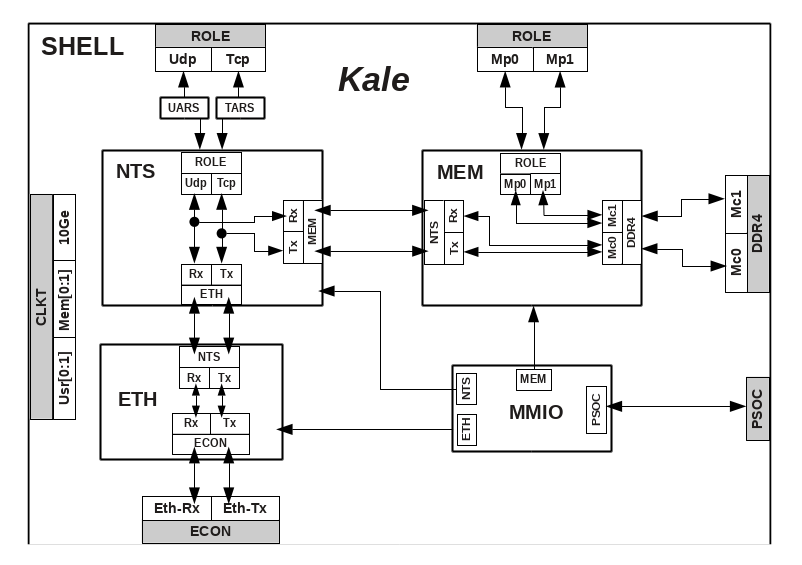 SHELL
ROLE
Udp Tcp
Kale
ROLE
Mp0 Mp1
UARS TARS
NTS
ROLE
Udp Tcp
Rx
Tx
MEM
Rx Tx
ETH
MEM
ROLE
Mp0 Mp1
NTS
Rx
Tx
Mc1
Mc0
DDR4
Mc1
Mc0
DDR4
CLKT
10Ge
Mem[0:1]
Usr[0:1]
ETH
NTS
Rx Tx
Rx Tx
ECON
MMIO
NTS
ETH
MEM
PSOC
PSOC
Eth-Rx Eth-Tx
ECON